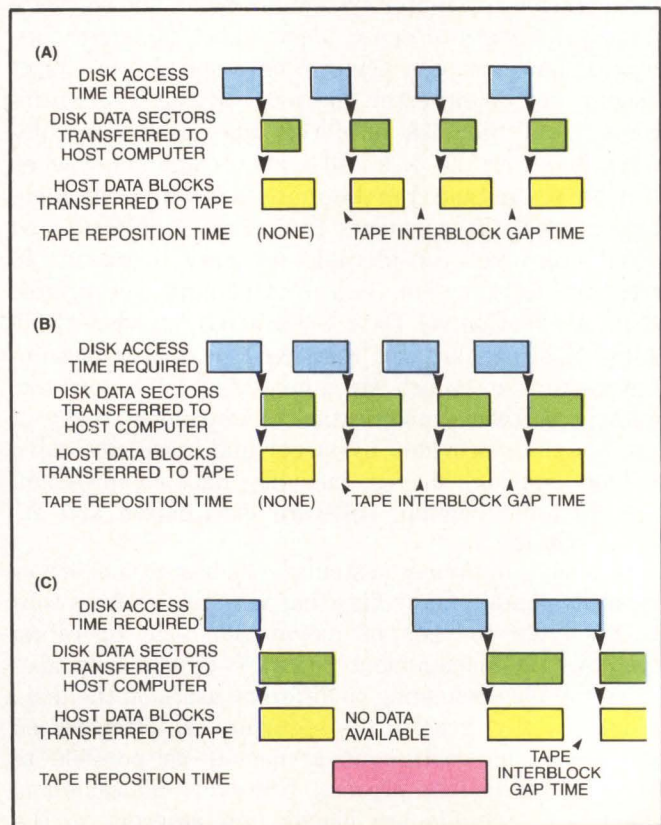 (A)
DISK ACCESS
TIME REQUIRED
DISK DATA SECTORS
TRANSFERRED TO
HOST COMPUTER
HOST DATA BLOCKS
TRANSFERRED TO TAPE
TAPE REPOSITION TIME (NONE) TAPE INTERBLOCK GAP TIME
(B)
DISK ACCESS
TIME REQUIRED
DISK DATA SECTORS
TRANSFERRED TO
HOST COMPUTER
HOST DATA BLOCKS
TRANSFERRED TO TAPE
TAPE REPOSITION TIME (NONE) TAPE INTERBLOCK GAP TIME
(C)
DISK ACCESS
TIME REQUIRED
DISK DATA SECTORS
TRANSFERRED TO
HOST COMPUTER
HOST DATA BLOCKS
TRANSFERRED TO TAPE
NO DATA
AVAILABLE
TAPE
INTERBLOCK
GAP TIME
TAPE REPOSITION TIME